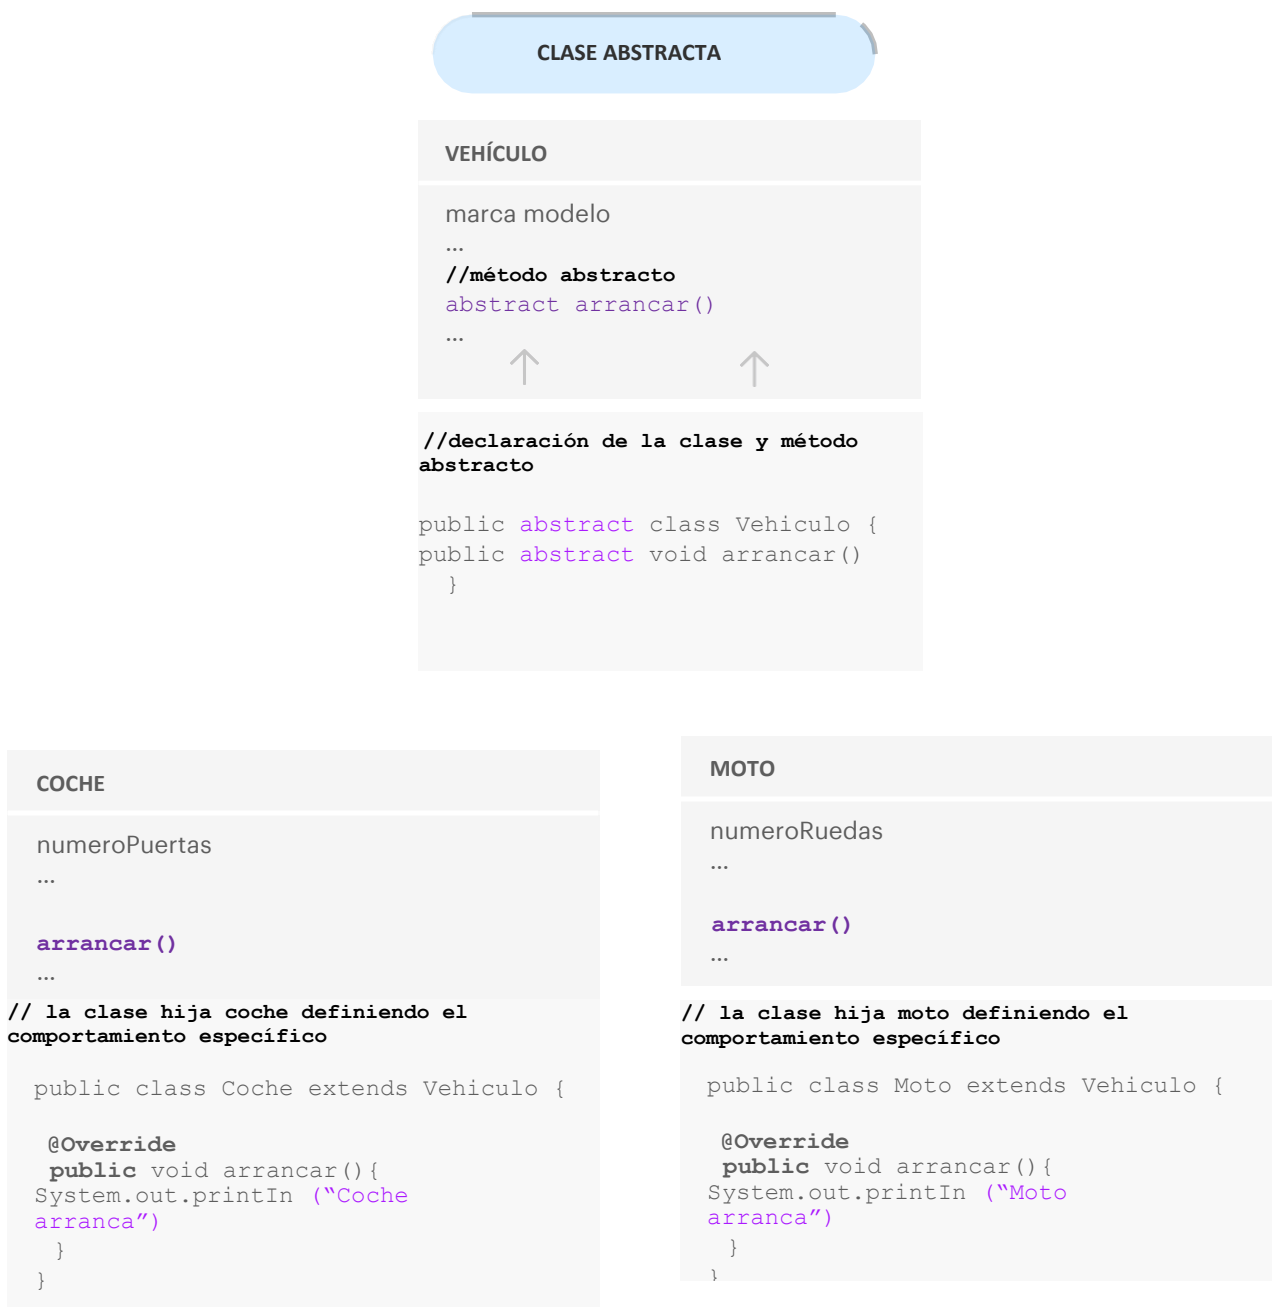 CLASE ABSTRACTA
VEHÍCULO
marca modelo
...
//método abstracto
abstract arrancar()
...
//declaración de la clase y método
abstracto
public abstract class Vehiculo {
public abstract void arrancar()
}
COCHE
numeroPuertas
...
arrancar()
...
// la clase hija coche definiendo el
comportamiento específico
public class Coche extends Vehiculo {
@Override
public void arrancar(){
System.out.printIn (“Coche
arranca”)
}
}
MOTO
numeroRuedas
...
arrancar()
...
// la clase hija moto definiendo el
comportamiento específico
public class Moto extends Vehiculo {
@Override
public void arrancar(){
System.out.printIn (“Moto
arranca”)
}
}